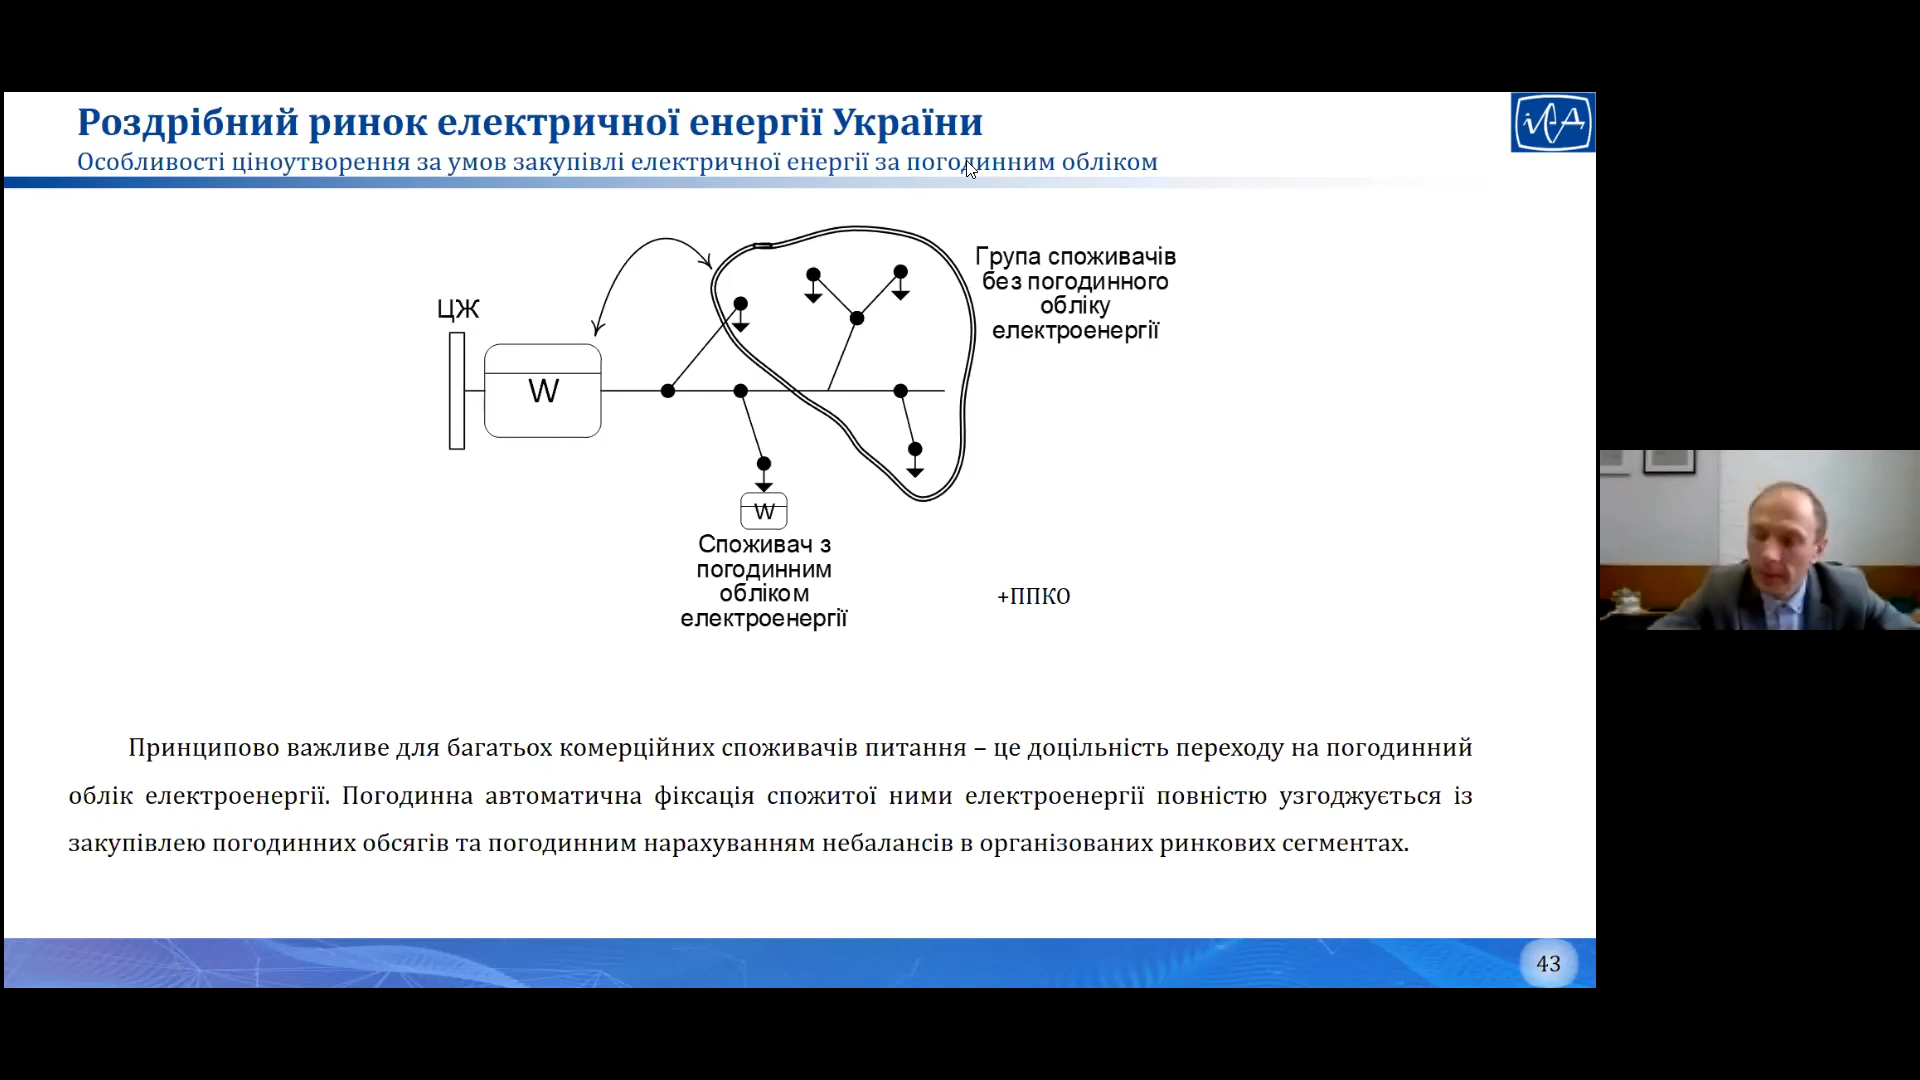 Роздрібний ринок електричної енергії України
Особливості ціноутворення за умов закупівлі електричної енергії за погодинним обліком
ЦЖ
W
Група споживачів
без погодинного
обліку
електроенергії
W
Споживач з
погодинним
обліком
електроенергії
+ППКО
Принципово важливе для багатьох комерційних споживачів питання – це доцільність переходу на погодинний
облік електроенергії. Погодинна автоматична фіксація спожитої ними електроенергії повністю узгоджується із
закупівлею погодинних обсягів та погодинним нарахуванням небалансів в організованих ринкових сегментах.
43